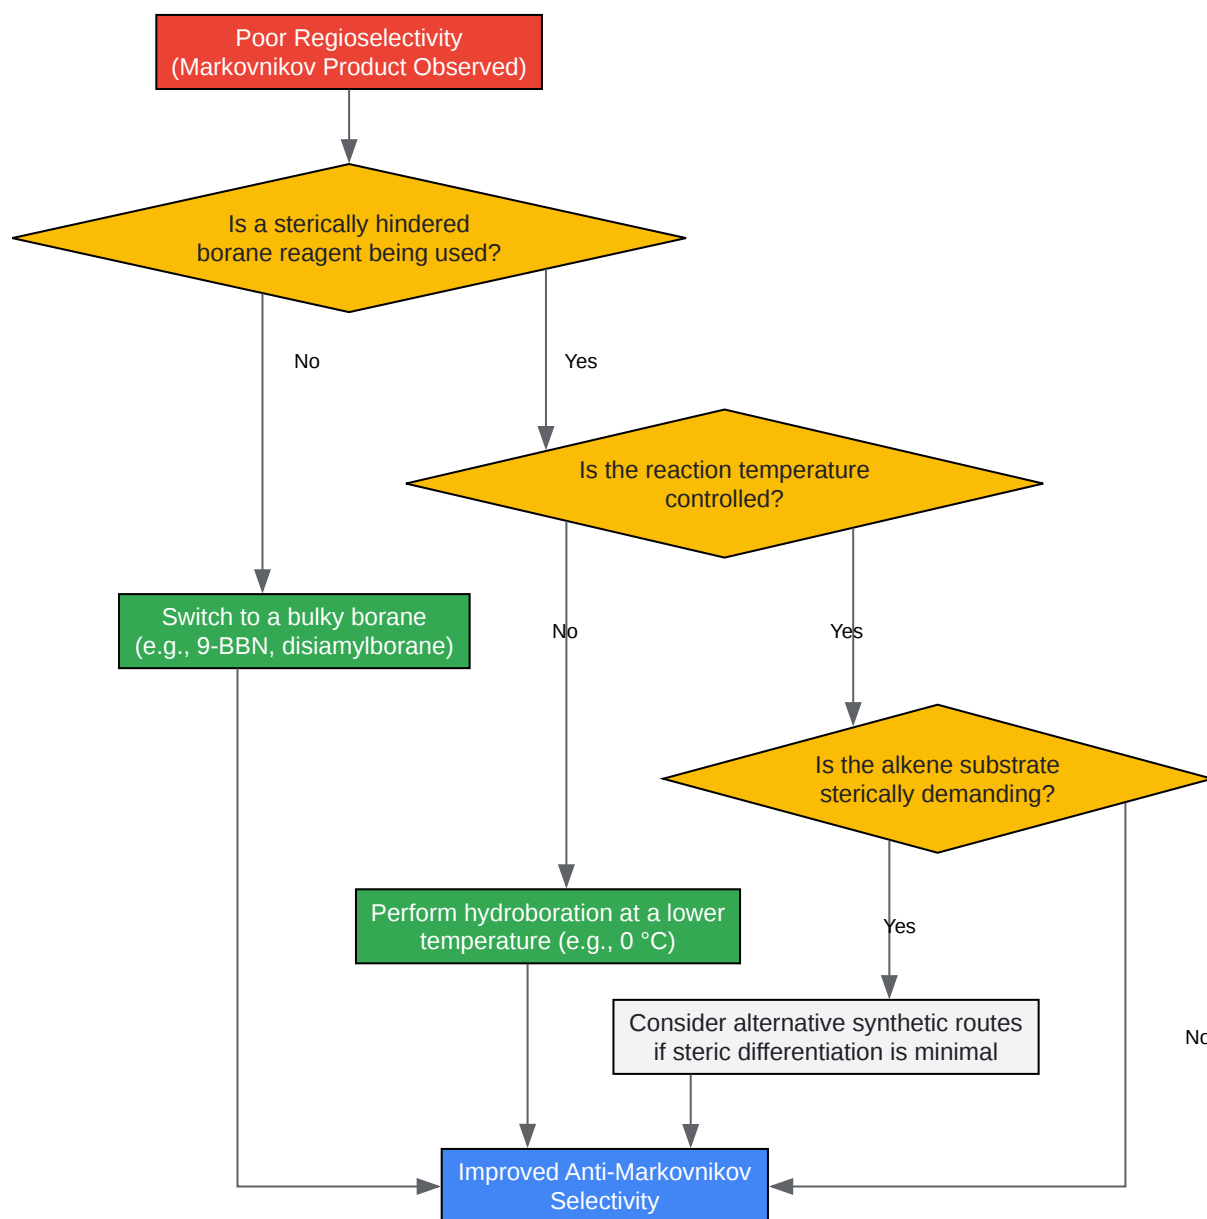 Poor Regioselectivity
(Markovnikov Product Observed)
Is a sterically hindered
borane reagent being used?
No
Yes
Is the reaction temperature
controlled?
Switch to a bulky borane
(e.g., 9-BBN, disiamylborane)
No
Yes
Is the alkene substrate
sterically demanding?
Perform hydroboration at a lower
temperature (e.g., 0 °C)
Yes
Consider alternative synthetic routes
if steric differentiation is minimal
No
Improved Anti-Markovnikov
Selectivity